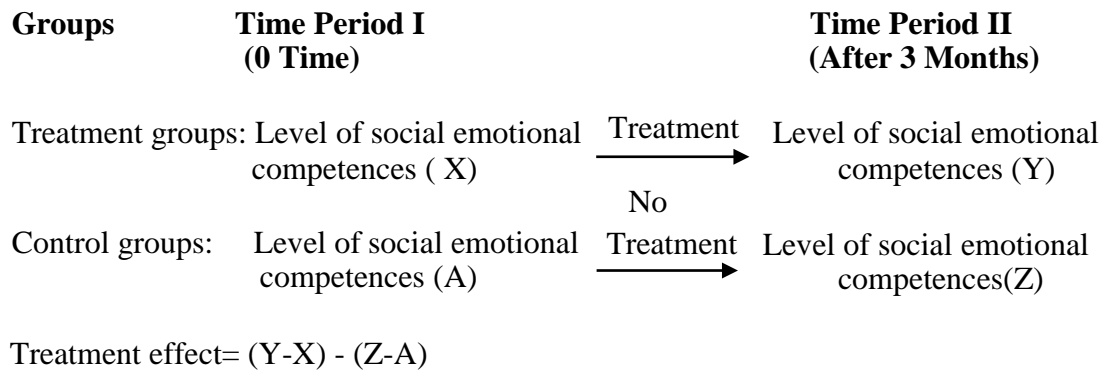 Groups Time Period I Time Period II
(0 Time) (After 3 Months)
Treatment groups: Level of social emotional Treatment Level of social emotional
competences ( X) competences (Y)
No
Control groups: Level of social emotional Treatment Level of social emotional
competences (A) competences(Z)
Treatment effect= (Y-X) - (Z-A)